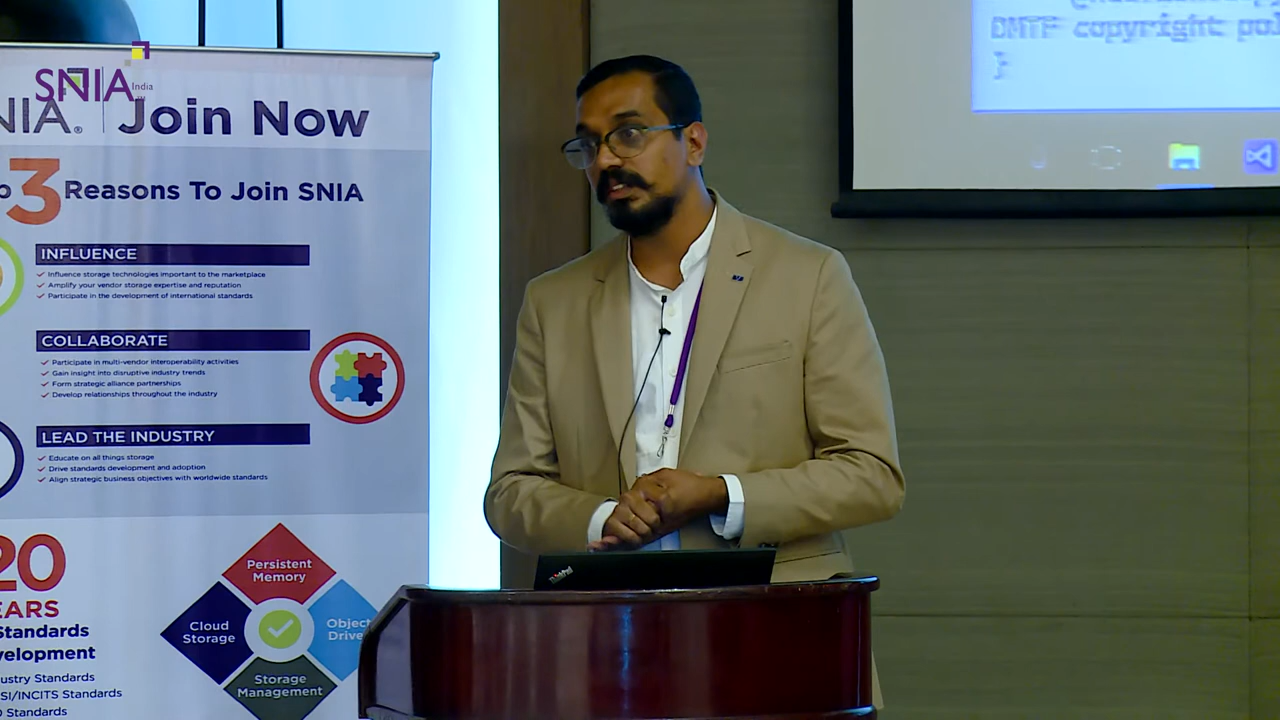 SNIA India
NIA® Join Now
3 Reasons To Join SNIA
INFLUENCE
✓ Influence storage technologies important to the marketplace
✓ Amplify your vendor storage expertise and reputation
✓ Participate in the development of international standards
COLLABORATE
✓ Participate in multi-vendor interoperability activities
✓ Gain insight into disruptive industry trends
✓ Form strategic alliance partnerships
✓ Develop relationships throughout the industry
LEAD THE INDUSTRY
✓ Educate on all things storage
✓ Drive standards development and adoption
✓ Align strategic business objectives with worldwide standards
20
EARS
Standards
velopment
ustry Standards
SI/INCITS Standards
Standards
Persistent
Memory
Cloud
Storage
Object
Drive
Storage
Management
DMTF copyright pol
}
ThinkPad